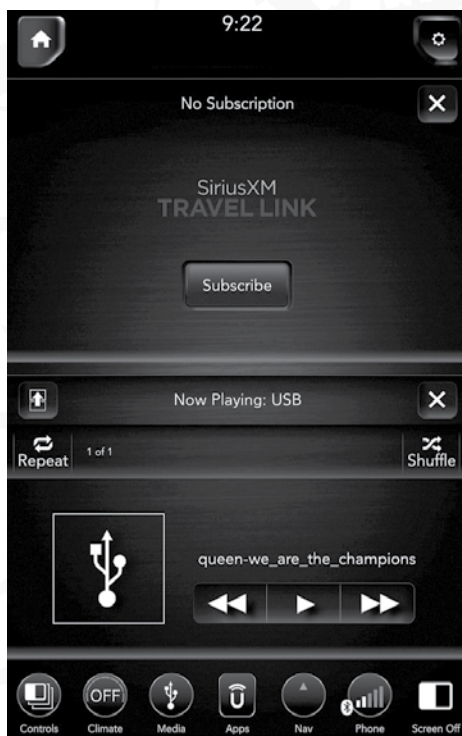 9:22
No Subscription
SiriusXM
TRAVEL LINK
Subscribe
Now Playing: USB
Repeat
1 of 1
Shuffle
queen-we_are_the_champions
OFF
Controls Climate Media Apps Nav Phone Screen Off